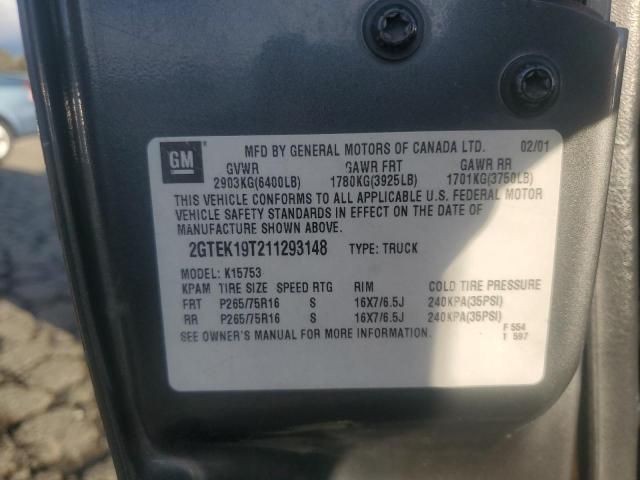 GM MFD BY GENERAL MOTORS OF CANADA LTD. 02/01
GVWR GAWR FRT GAWR RR
2903KG(6400LB) 1780KG(3925LB) 1701KG(3750LB)
THIS VEHICLE CONFORMS TO ALL APPLICABLE U.S. FEDERAL MOTOR
VEHICLE SAFETY STANDARDS IN EFFECT ON THE DATE OF
MANUFACTURE SHOWN ABOVE.
2GTEK19T211293148 TYPE: TRUCK
MODEL: K15753
KPAM TIRE SIZE SPEED RTG RIM COLD TIRE PRESSURE
FRT P265/75R16 S 16X7/6.5J 240KPA(35PSI)
RR P265/75R16 S 16X7/6.5J 240KPA(35PSI)
SEE OWNER'S MANUAL FOR MORE INFORMATION.
F 554
1 597